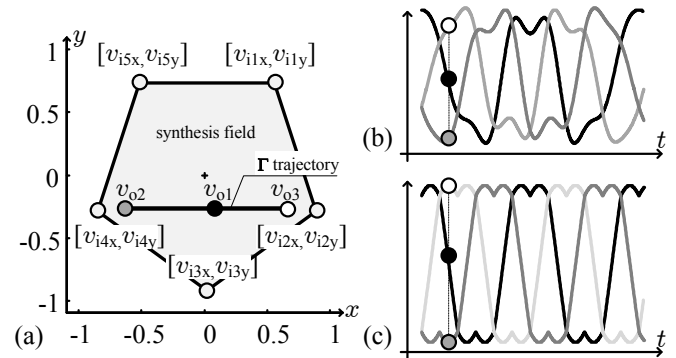 y
1
[v_i5x,v_i5y] [v_i1x,v_i1y]
0.5
synthesis field
0
Γ trajectory
v_o2 v_o1 v_o3
-0.5
[v_i4x,v_i4y] [v_i2x,v_i2y]
[v_i3x,v_i3y]
-1
x
(a) -1 -0.5 0 0.5 1
(b) t
(c) t